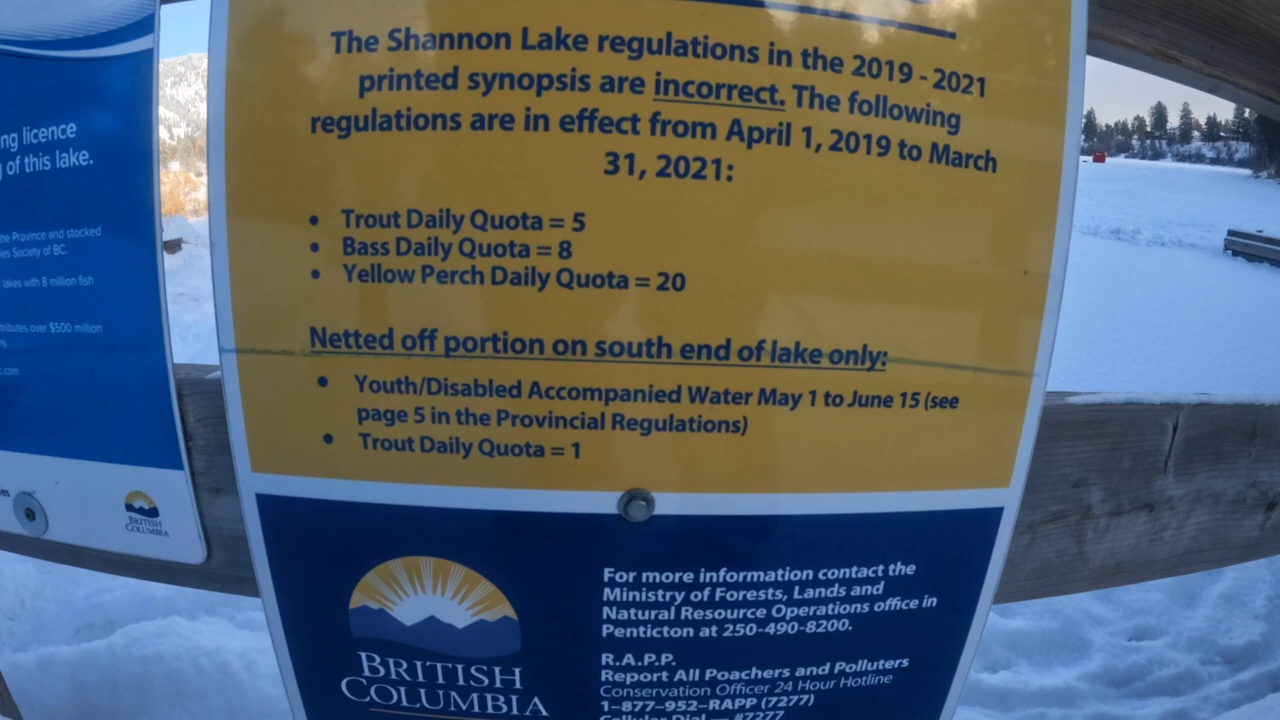 ng licence
of this lake.
the Province and stocked
ies Society of BC.
lakes with 8 million fish
tributes over $500 million
.com
BRITISH
COLUMBIA
The Shannon Lake regulations in the 2019 - 2021
printed synopsis are incorrect. The following
regulations are in effect from April 1, 2019 to March
31, 2021:
• Trout Daily Quota = 5
• Bass Daily Quota = 8
• Yellow Perch Daily Quota = 20
Netted off portion on south end of lake only:
• Youth/Disabled Accompanied Water May 1 to June 15 (see
page 5 in the Provincial Regulations)
• Trout Daily Quota = 1
BRITISH
COLUMBIA
For more information contact the
Ministry of Forests, Lands and
Natural Resource Operations office in
Penticton at 250-490-8200.
R.A.P.P.
Report All Poachers and Polluters
Conservation Officer 24 Hour Hotline
1-877-952-RAPP (7277)
Cellular Dial — #7277